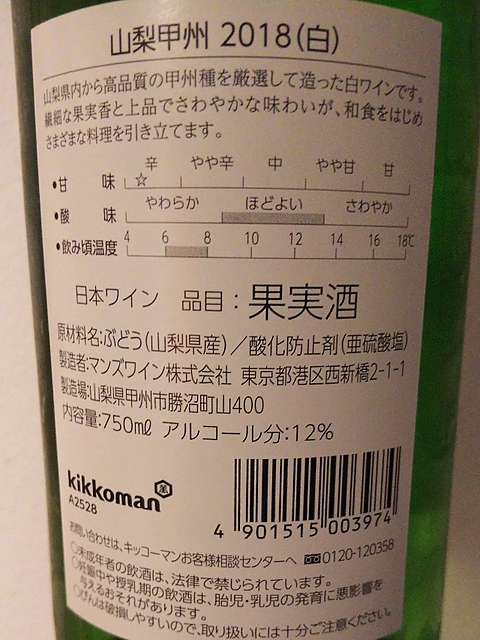 山梨甲州 2018(白)
山梨県内から高品質の甲州種を厳選して造った白ワインです。
繊細な果実香と上品でさわやかな味わいが、和食をはじめ
さまざまな料理を引き立てます。
辛 やや辛 中 やや甘 甘
•甘 味 ☆
やわらか ほどよい さわやか
•酸 味
4 6 8 10 12 14 16 18℃
•飲み頃温度
日本ワイン 品目:果実酒
原材料名:ぶどう(山梨県産)/酸化防止剤(亜硫酸塩)
製造者:マンズワイン株式会社 東京都港区西新橋2-1-1
製造場:山梨県甲州市勝沼町山400
内容量:750mℓ アルコール分:12%
kikkoman 萬
A2528
4 901515 003974
お問い合わせは、キッコーマンお客様相談センターへ 0120-120358
○未成年者の飲酒は、法律で禁じられています。
○妊娠中や授乳期の飲酒は、胎児・乳児の発育に悪影響を
与えるおそれがあります。
○びんは破損しやすいので、取り扱いには十分ご注意ください。